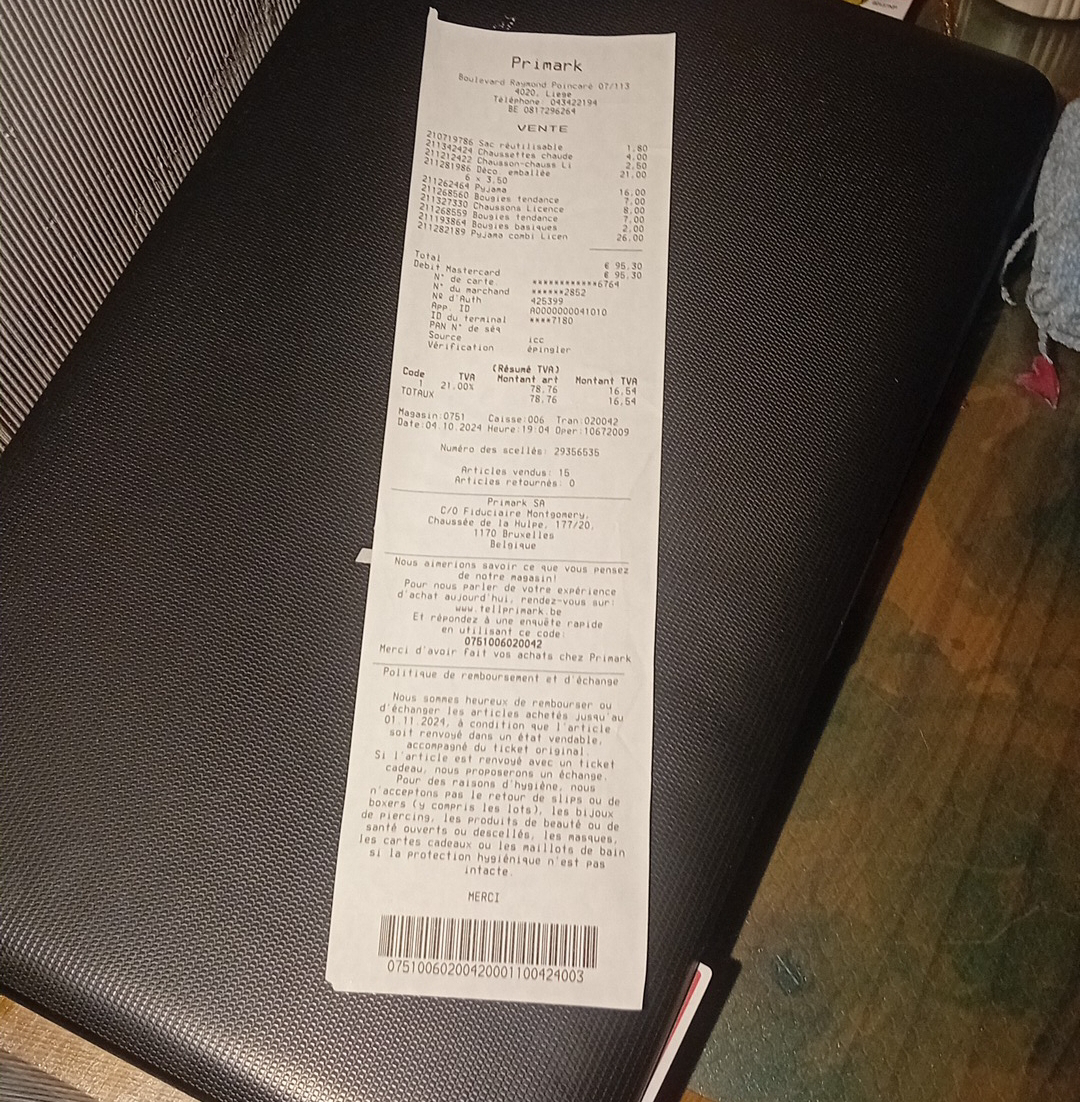 Primark
Boulevard Raymond Poincaré 07/113
4020, Liege
Téléphone: 043422194
BE 0817296264
VENTE
210719786 Sac réutilisable 1,80
211342424 Chaussettes chaude 4,00
211212422 Chausson-chauss Li 2,50
211281986 Déco. emballée 21,00
6 x 3,50
211262464 Pyjama 16,00
211268560 Bougies tendance 7,00
211327330 Chaussons Licence 8,00
211268559 Bougies tendance 7,00
211193864 Bougies basiques 2,00
211282189 Pyjama combi Licen 26,00
Total € 95,30
Debit Mastercard € 95,30
N° de carte ************6764
N° du marchand ******2852
Nº d'Auth 425399
App. ID A0000000041010
ID du terminal ****7180
PAN N° de séq
Source icc
Vérification épingler
(Résumé TVA)
Code TVA Montant art Montant TVA
1 21.00% 78,76 16,54
TOTAUX 78,76 16,54
Magasin:0751 Caisse:006 Tran:020042
Date:04.10.2024 Heure:19:04 Oper:10672009
Numéro des scellés: 29356535
Articles vendus: 15
Articles retournés: 0
Primark SA
C/O Fiduciaire Montgomery,
Chaussée de la Hulpe, 177/20,
1170 Bruxelles
Belgique
Nous aimerions savoir ce que vous pensez
de notre magasin!
Pour nous parler de votre expérience
d'achat aujourd'hui, rendez-vous sur:
www.tellprimark.be
Et répondez à une enquête rapide
en utilisant ce code:
0751006020042
Merci d'avoir fait vos achats chez Primark
Politique de remboursement et d'échange
Nous sommes heureux de rembourser ou
d'échanger les articles achetés jusqu'au
01.11.2024, à condition que l'article
soit renvoyé dans un état vendable,
accompagné du ticket original.
Si l'article est renvoyé avec un ticket
cadeau, nous proposerons un échange.
Pour des raisons d'hygiène, nous
n'acceptons pas le retour de slips ou de
boxers (y compris les lots), les bijoux
de piercing, les produits de beauté ou de
santé ouverts ou descellés, les masques,
les cartes cadeaux ou les maillots de bain
si la protection hygiénique n'est pas
intacte.
MERCI
075100602004200011004​24003